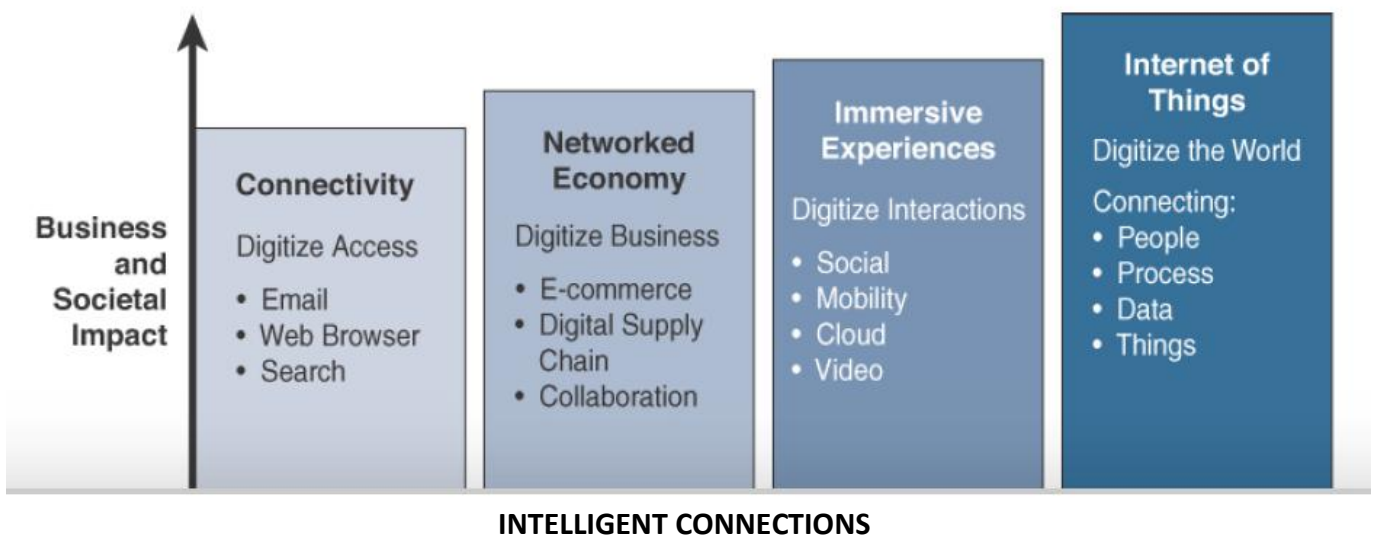 Business
and
Societal
Impact
Connectivity
Digitize Access
• Email
• Web Browser
• Search
Networked
Economy
Digitize Business
• E-commerce
• Digital Supply
Chain
• Collaboration
Immersive
Experiences
Digitize Interactions
• Social
• Mobility
• Cloud
• Video
Internet of
Things
Digitize the World
Connecting:
• People
• Process
• Data
• Things
INTELLIGENT CONNECTIONS